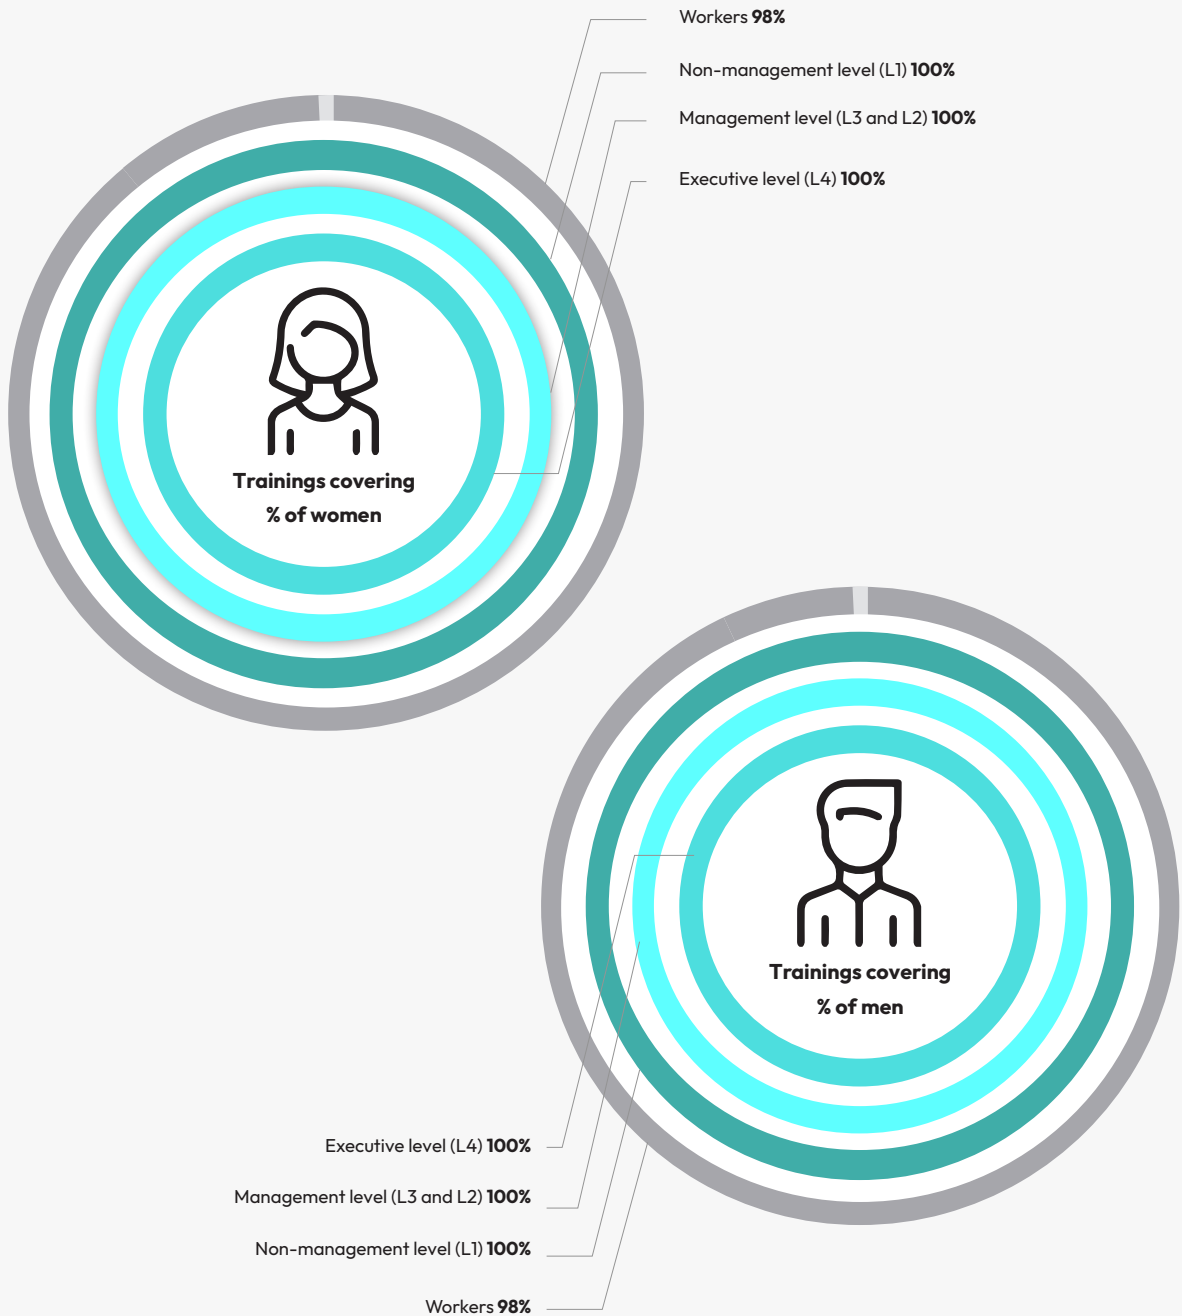 Workers 98%
Non-management level (L1) 100%
Management level (L3 and L2) 100%
Executive level (L4) 100%
Trainings covering
% of women
Trainings covering
% of men
Executive level (L4) 100%
Management level (L3 and L2) 100%
Non-management level (L1) 100%
Workers 98%